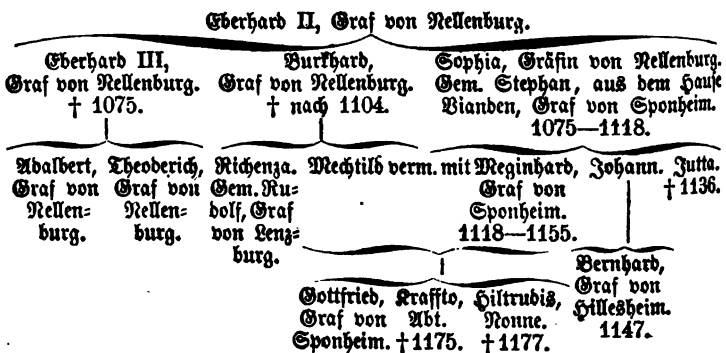 Eberhard II, Graf von Nellenburg.
Eberhard III,
Graf von Nellenburg.
† 1075.
Burkhard,
Graf von Nellenburg.
† nach 1104.
Sophia, Gräfin von Nellenburg.
Gem. Stephan, aus dem Hause
Vianden, Graf von Sponheim.
1075—1118.
Adalbert,
Graf von
Nellen-
burg.
Theoderich,
Graf von
Nellen-
burg.
Richenza.
Gem. Ru-
dolf, Graf
von Lenz-
burg.
Mechtild verm. mit Meginhard,
Graf von
Sponheim.
1118—1155.
Johann.
Jutta.
† 1136.
Gottfried,
Graf von
Sponheim.
Kraffto,
Abt.
† 1175.
Hiltrudis,
Nonne.
† 1177.
Bernhard,
Graf von
Hillesheim.
1147.